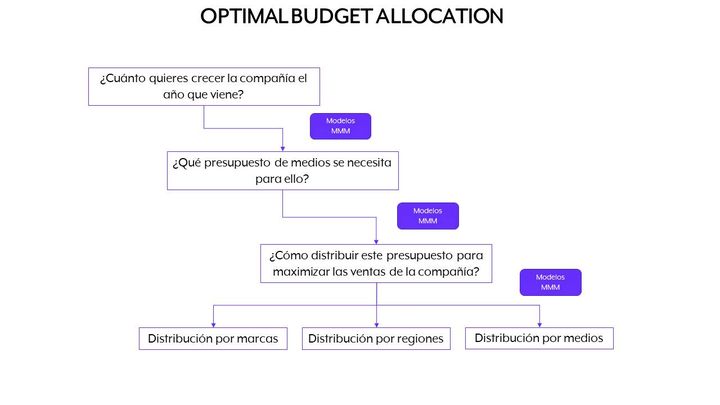 OPTIMAL BUDGET ALLOCATION
¿Cuánto quieres crecer la compañía el
año que viene?
Modelos
MMM
¿Qué presupuesto de medios se necesita
para ello?
Modelos
MMM
¿Cómo distribuir este presupuesto para
maximizar las ventas de la compañía?
Modelos
MMM
Distribución por marcas
Distribución por regiones
Distribución por medios